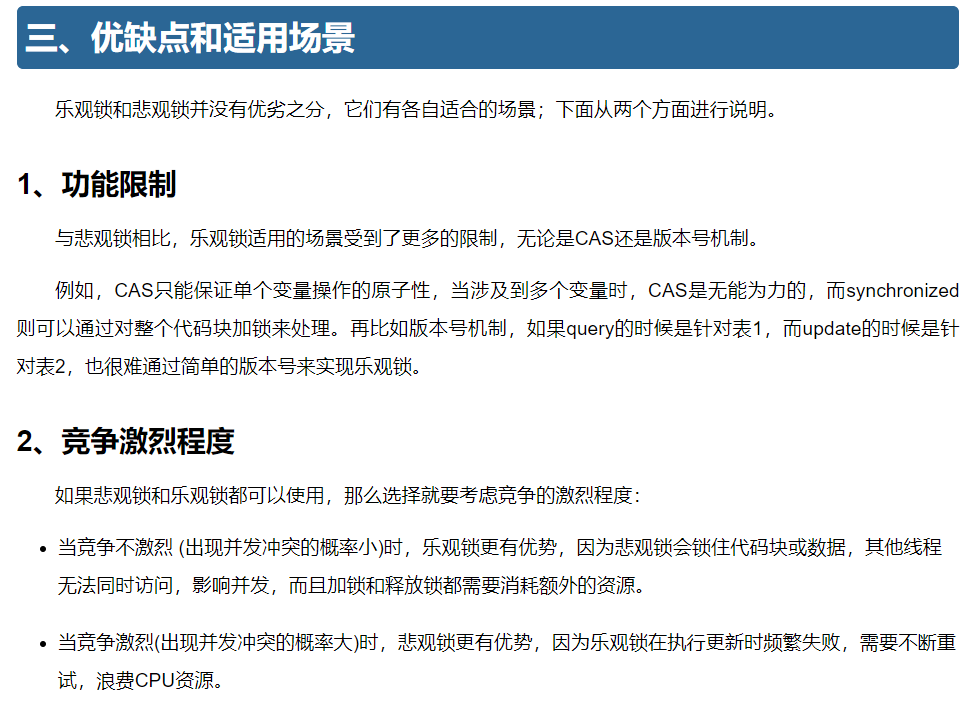 三、优缺点和适用场景
乐观锁和悲观锁并没有优劣之分，它们有各自适合的场景；下面从两个方面进行说明。
1、功能限制
与悲观锁相比，乐观锁适用的场景受到了更多的限制，无论是CAS还是版本号机制。
例如，CAS只能保证单个变量操作的原子性，当涉及到多个变量时，CAS是无能为力的，而synchronized
则可以通过对整个代码块加锁来处理。再比如版本号机制，如果query的时候是针对表1，而update的时候是针
对表2，也很难通过简单的版本号来实现乐观锁。
2、竞争激烈程度
如果悲观锁和乐观锁都可以使用，那么选择就要考虑竞争的激烈程度：
• 当竞争不激烈 (出现并发冲突的概率小)时，乐观锁更有优势，因为悲观锁会锁住代码块或数据，其他线程
无法同时访问，影响并发，而且加锁和释放锁都需要消耗额外的资源。
• 当竞争激烈(出现并发冲突的概率大)时，悲观锁更有优势，因为乐观锁在执行更新时频繁失败，需要不断重
试，浪费CPU资源。